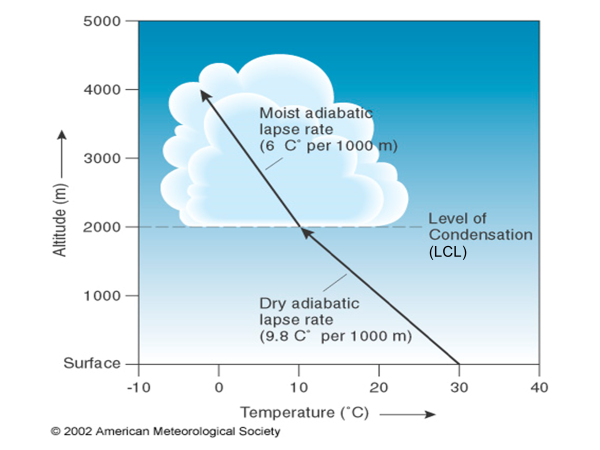 5000
4000
3000
2000
1000
Surface
Altitude (m)
Moist adiabatic
lapse rate
(6 C° per 1000 m)
Level of
Condensation
(LCL)
Dry adiabatic
lapse rate
(9.8 C° per 1000 m)
-10 0 10 20 30 40
Temperature (°C)
© 2002 American Meteorological Society